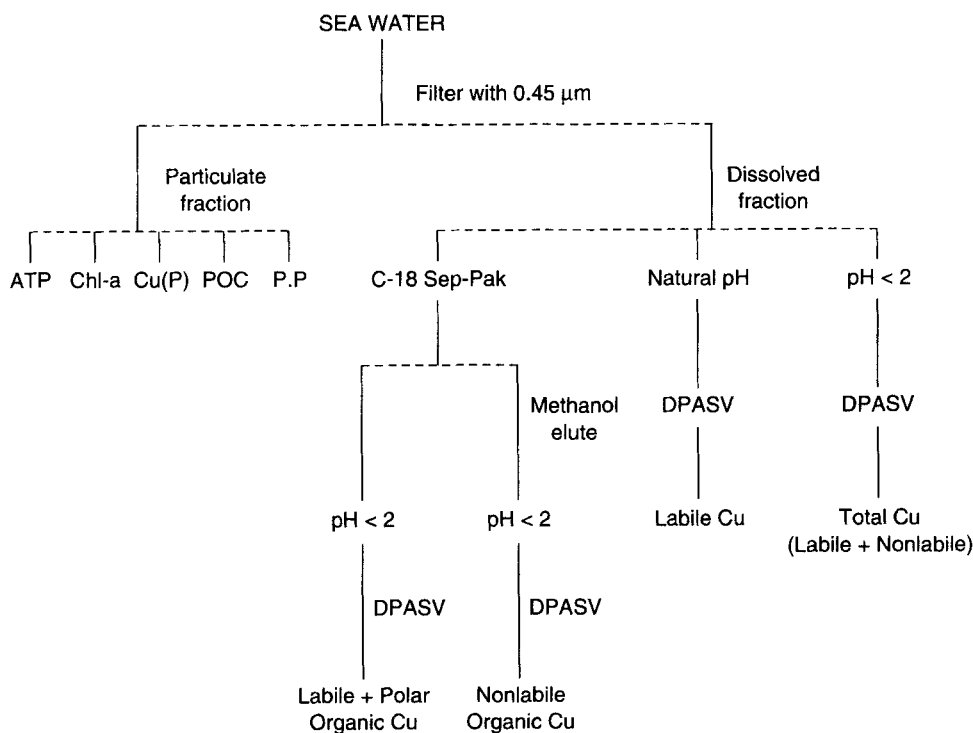 SEA WATER
Filter with 0.45 μm
Particulate
fraction
Dissolved
fraction
ATP Chl-a Cu(P) POC P.P
C-18 Sep-Pak
Natural pH
pH < 2
Methanol
elute
DPASV
DPASV
pH < 2
pH < 2
Labile Cu
Total Cu
(Labile + Nonlabile)
DPASV
DPASV
Labile + Polar
Organic Cu
Nonlabile
Organic Cu